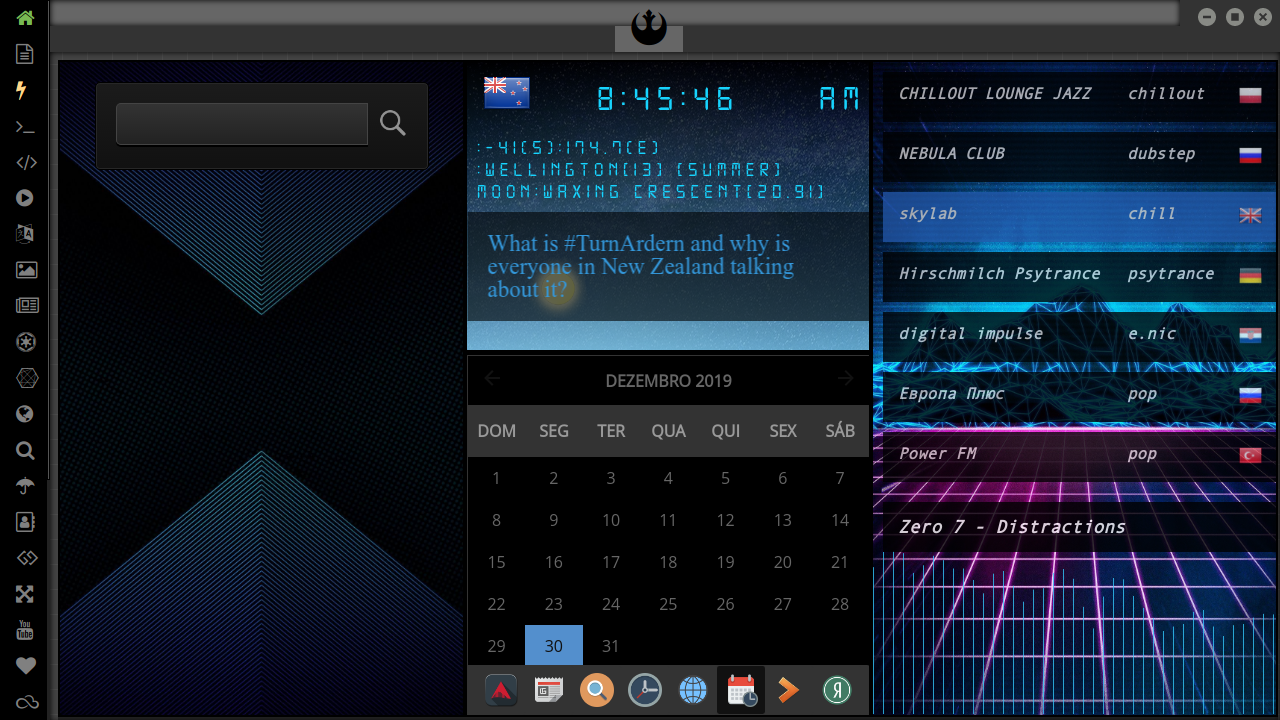 8:45:46 AM
:-41(S):174.7(E)
:WELLINGTON(13) (SUMMER)
MOON:WAXING CRESCENT(20.91)
What is #TurnArdern and why is
everyone in New Zealand talking
about it?
DEZEMBRO 2019
DOM SEG TER QUA QUI SEX SÁB
1 2 3 4 5 6 7
8 9 10 11 12 13 14
15 16 17 18 19 20 21
22 23 24 25 26 27 28
29 30 31
CHILLOUT LOUNGE JAZZ chillout
NEBULA CLUB dubstep
skylab chill
Hirschmilch Psytrance psytrance
digital impulse e.nic
Европа Плюс pop
Power FM pop
Zero 7 - Distractions
You
Tube
Я